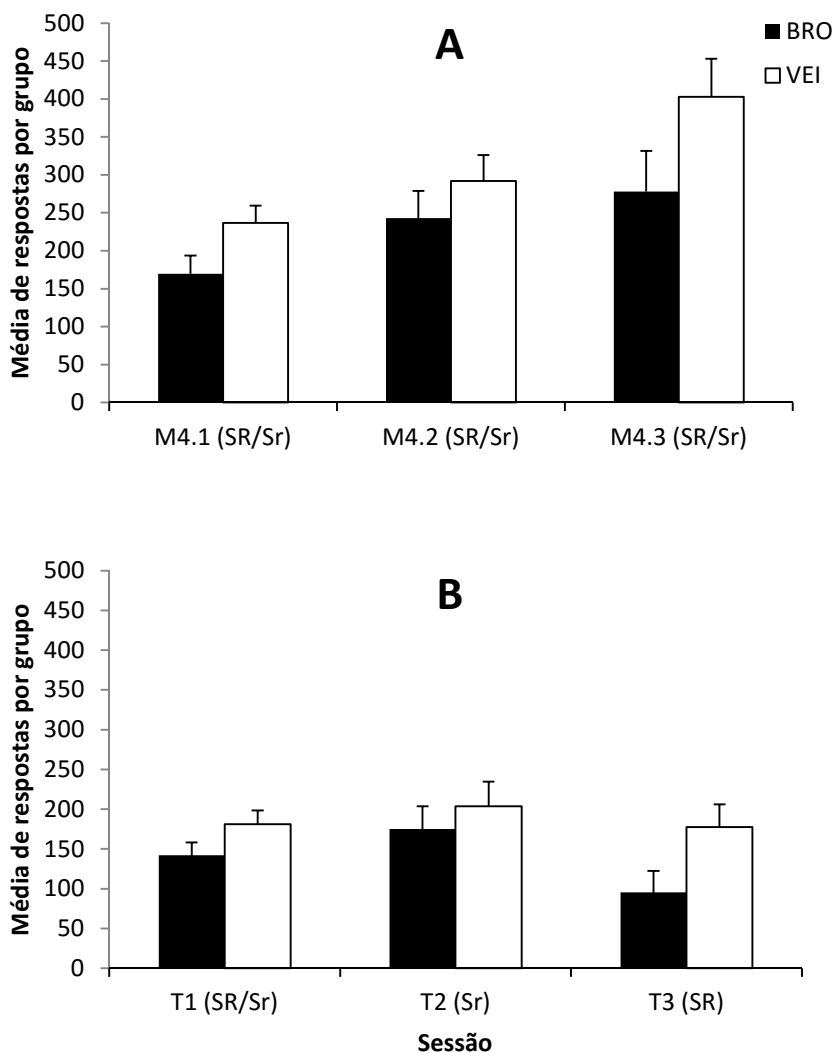 A
BRO
VEI
Média de respostas por grupo
500
450
400
350
300
250
200
150
100
50
0
M4.1 (SR/Sr) M4.2 (SR/Sr) M4.3 (SR/Sr)
B
Média de respostas por grupo
500
450
400
350
300
250
200
150
100
50
0
T1 (SR/Sr) T2 (Sr) T3 (SR)
Sessão